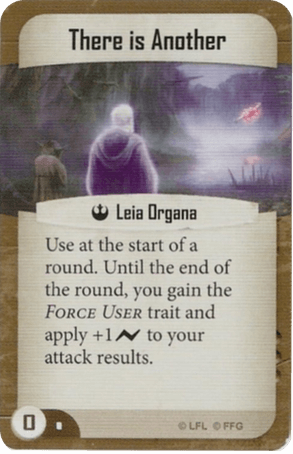 There is Another
Leia Organa
Use at the start of a
round. Until the end of
the round, you gain the
FORCE USER trait and
apply +1 to your
attack results.
0
© LFL © FFG